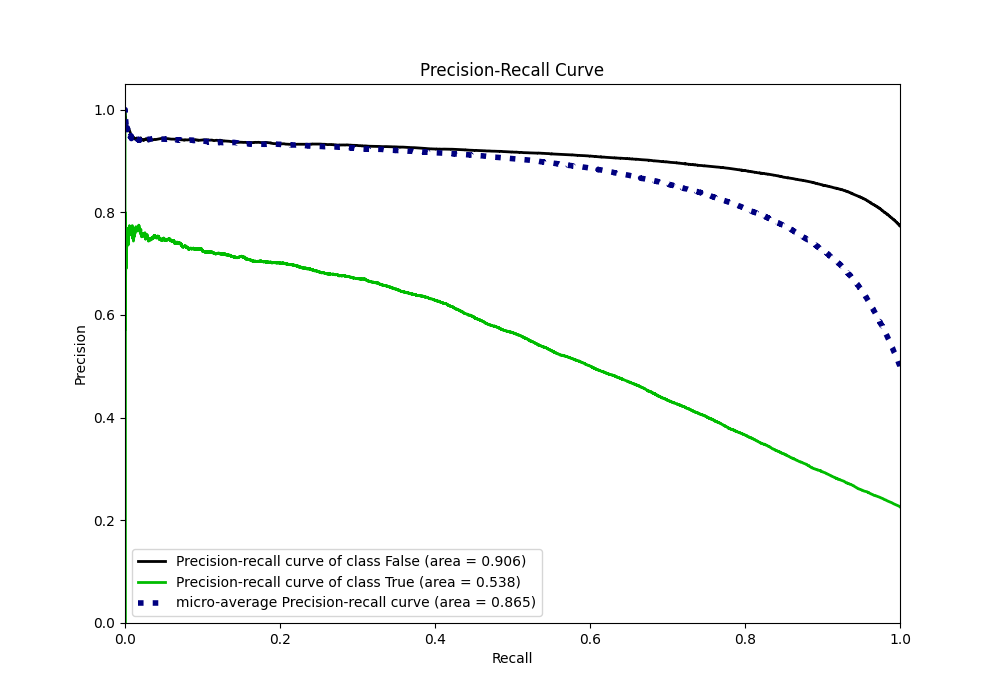 Precision-Recall Curve
1.0
0.8
0.6
0.4
0.2
0.0
Precision
Precision-recall curve of class False (area = 0.906)
Precision-recall curve of class True (area = 0.538)
micro-average Precision-recall curve (area = 0.865)
0.0 0.2 0.4 0.6 0.8 1.0
Recall